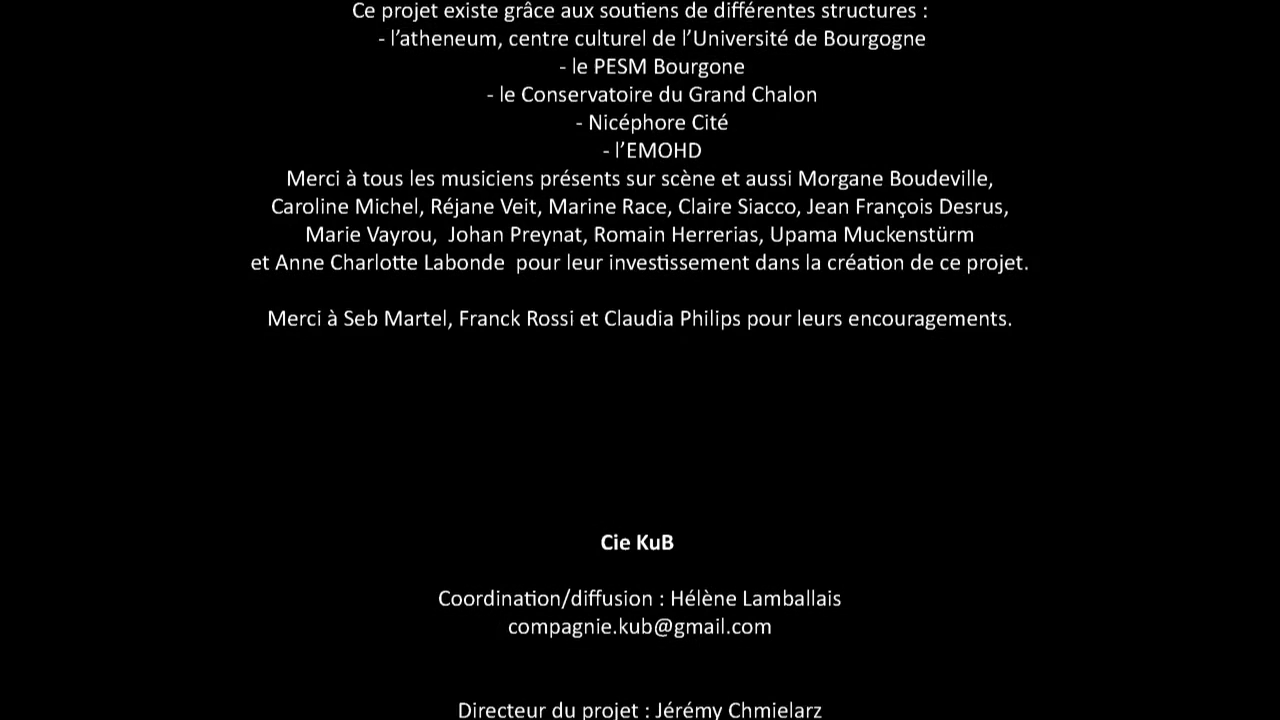 Ce projet existe grâce aux soutiens de différentes structures :
- l’atheneum, centre culturel de l’Université de Bourgogne
- le PESM Bourgone
- le Conservatoire du Grand Chalon
- Nicéphore Cité
- l’EMOHD
Merci à tous les musiciens présents sur scène et aussi Morgane Boudeville,
Caroline Michel, Réjane Veit, Marine Race, Claire Siacco, Jean François Desrus,
Marie Vayrou,  Johan Preynat, Romain Herrerias, Upama Muckenstürm
et Anne Charlotte Labonde  pour leur investissement dans la création de ce projet.
Merci à Seb Martel, Franck Rossi et Claudia Philips pour leurs encouragements.
Cie KuB
Coordination/diffusion : Hélène Lamballais
compagnie.kub@gmail.com
Directeur du projet : Jérémy Chmielarz